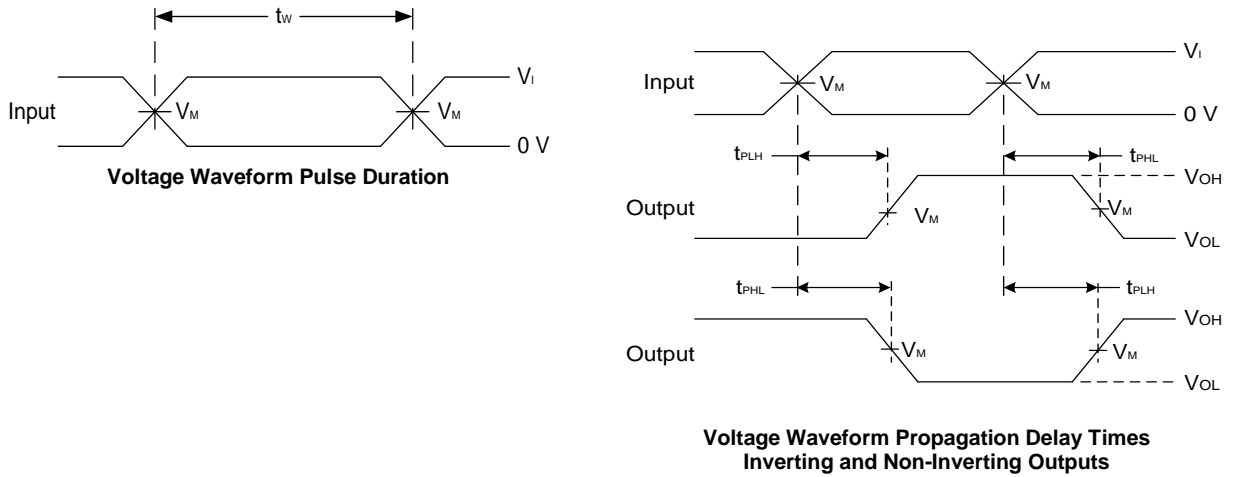 tW
VI
Input
VM
VM
0 V
Voltage Waveform Pulse Duration
VI
Input
VM
VM
0 V
tPLH
tPHL
VOH
Output
VM
VM
VOL
tPHL
tPLH
VOH
Output
VM
VM
VOL
Voltage Waveform Propagation Delay Times
Inverting and Non-Inverting Outputs